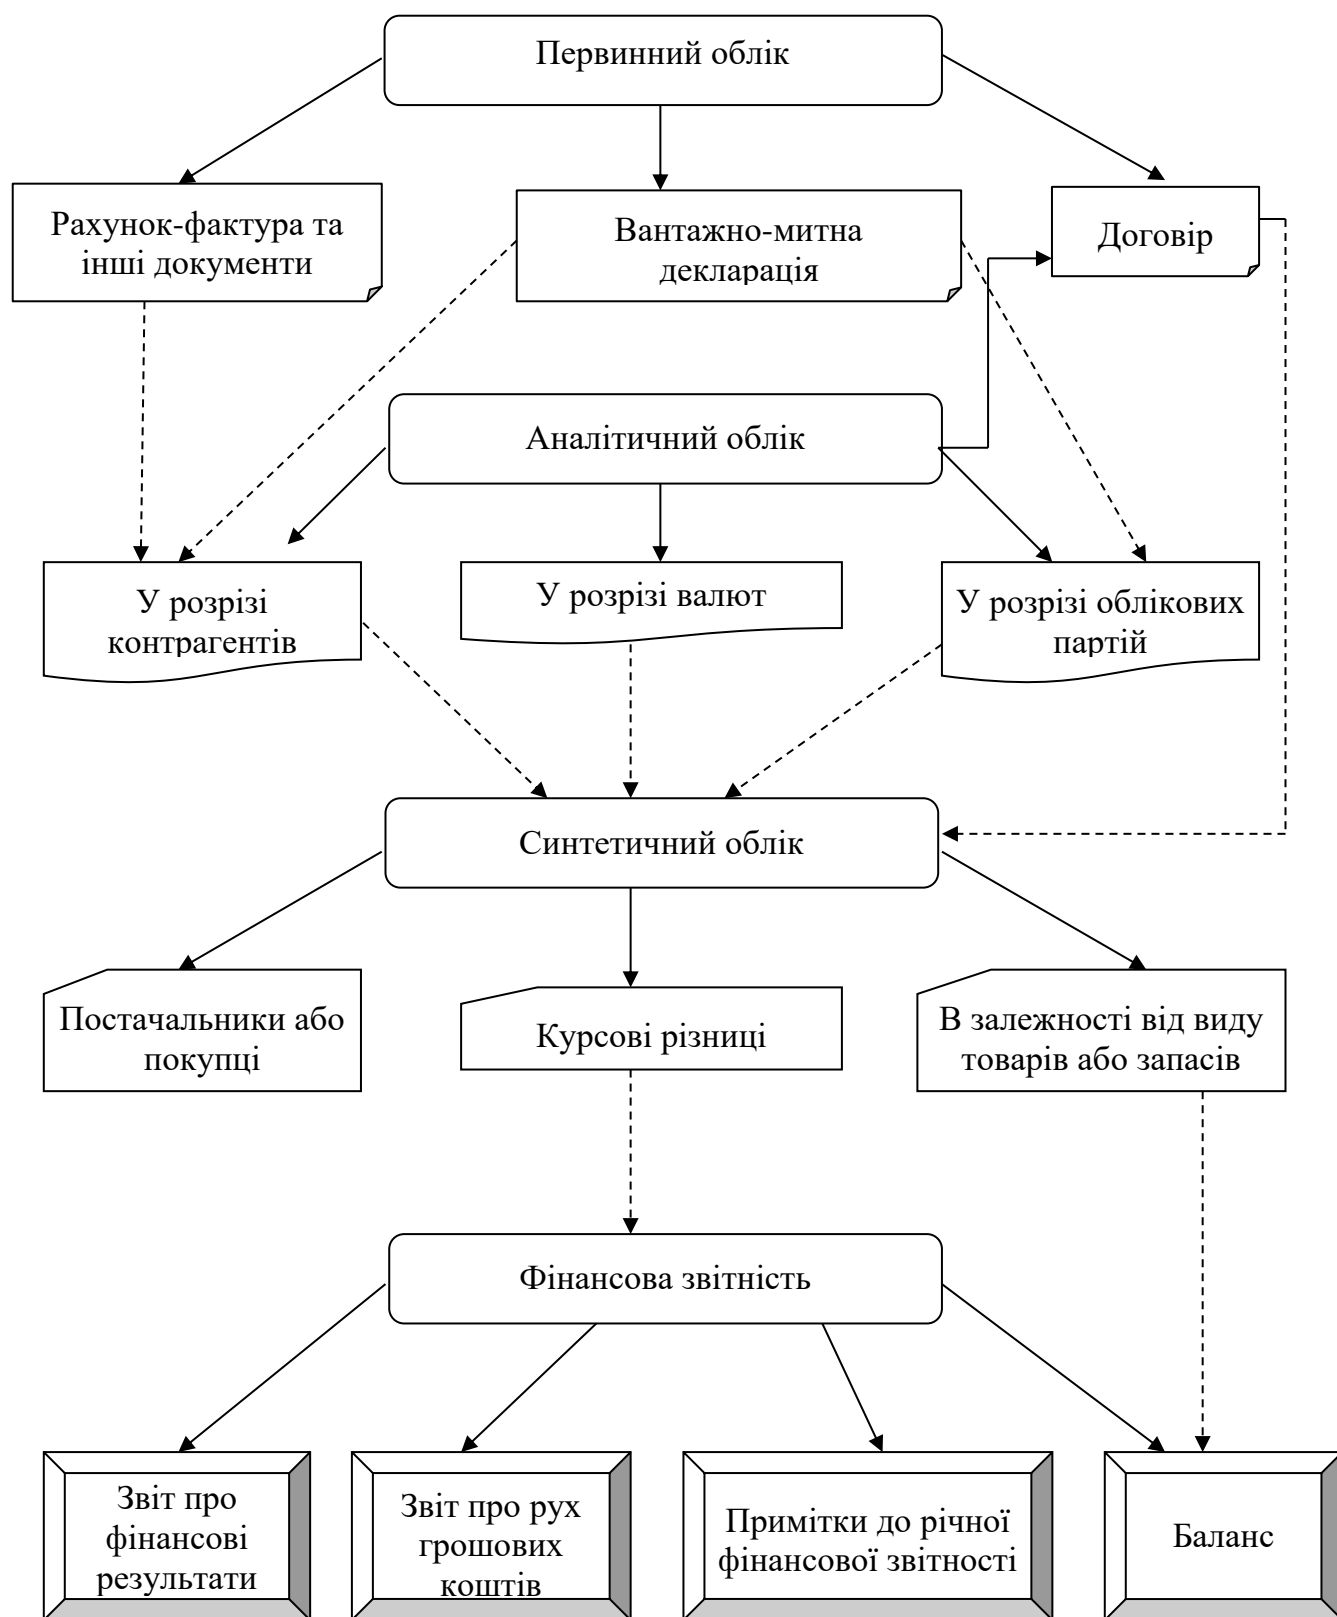 Первинний облік
Рахунок-фактура та
інші документи
Вантажно-митна
декларація
Договір
Аналітичний облік
У розрізі
контрагентів
У розрізі валют
У розрізі облікових
партій
Синтетичний облік
Постачальники або
покупці
Курсові різниці
В залежності від виду
товарів або запасів
Фінансова звітність
Звіт про
фінансові
результати
Звіт про рух
грошових
коштів
Примітки до річної
фінансової звітності
Баланс